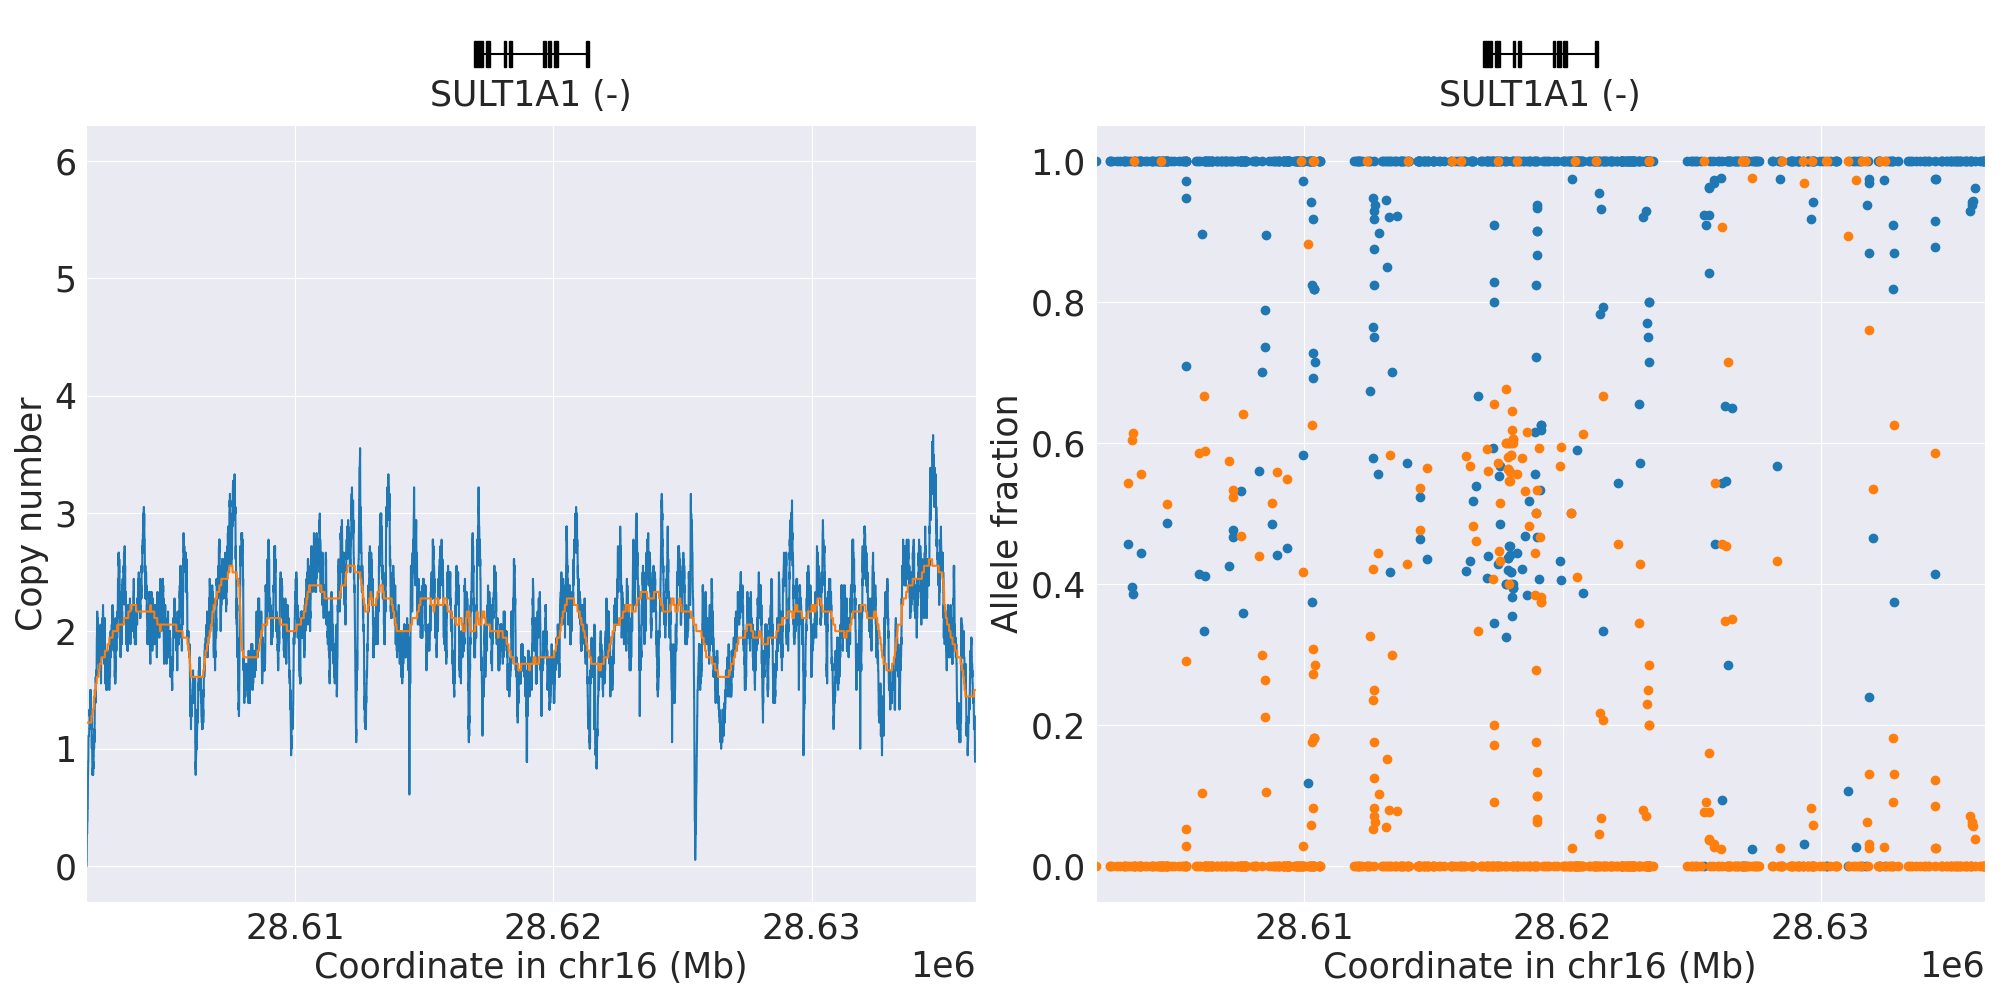 SULT1A1 (-)
6
5
4
3
2
1
0
Copy number
28.61
28.62
28.63
Coordinate in chr16 (Mb)
1e6
SULT1A1 (-)
1.0
0.8
0.6
0.4
0.2
0.0
Allele fraction
28.61
28.62
28.63
Coordinate in chr16 (Mb)
1e6